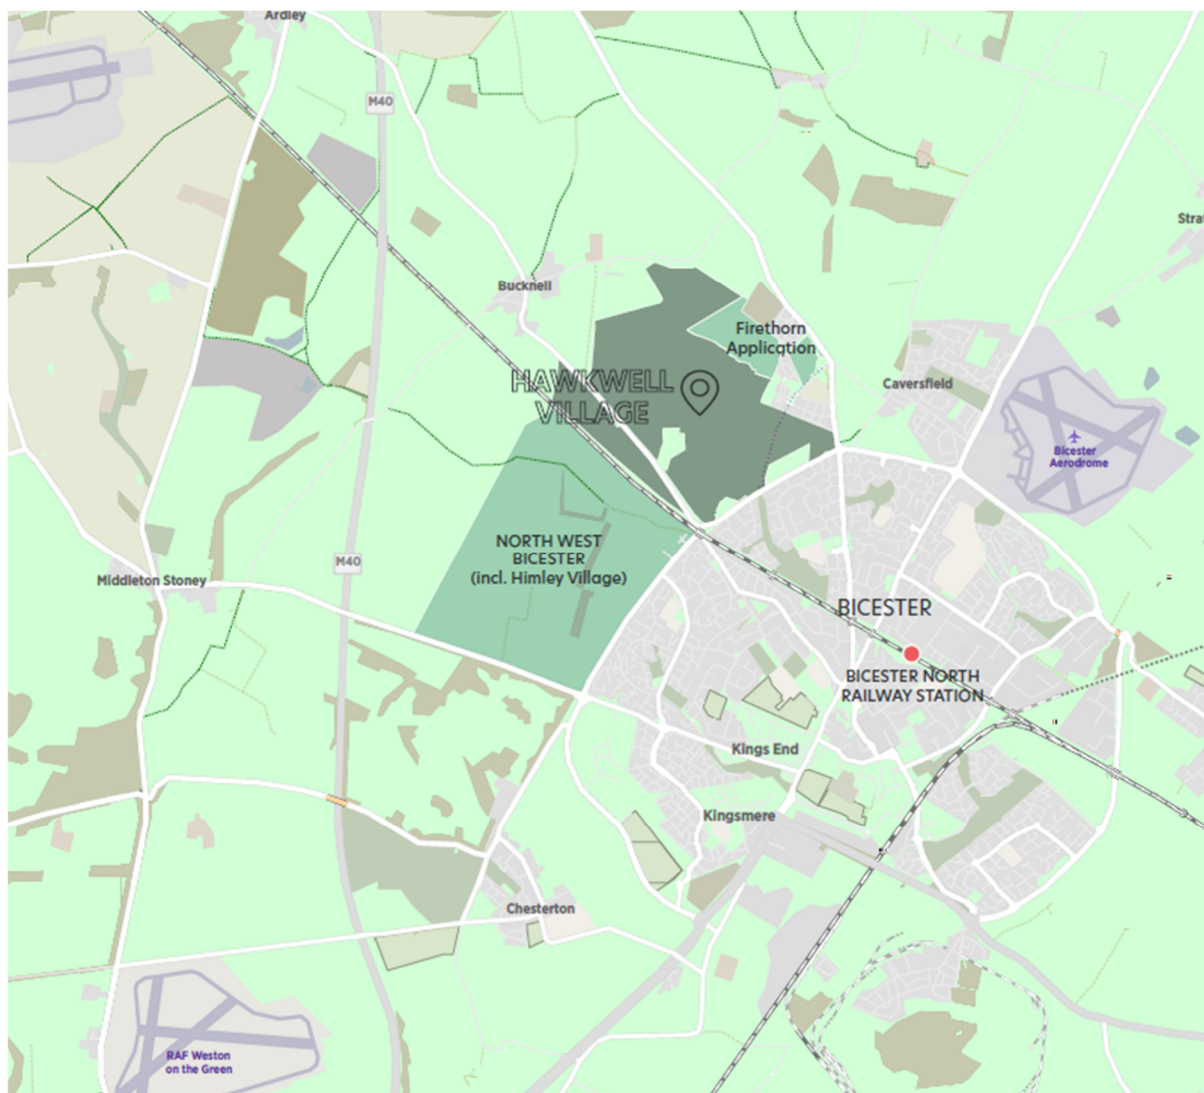 Ardley
M40
Bucknell
Firethorn
Application
HAWKWELL
VILLAGE
Caversfield
Bicester
Aerodrome
NORTH WEST
BICESTER
(incl. Himley Village)
M40
Middleton Stoney
BICESTER
BICESTER NORTH
RAILWAY STATION
Kings End
Kingsmere
Chesterton
RAF Weston
on the Green